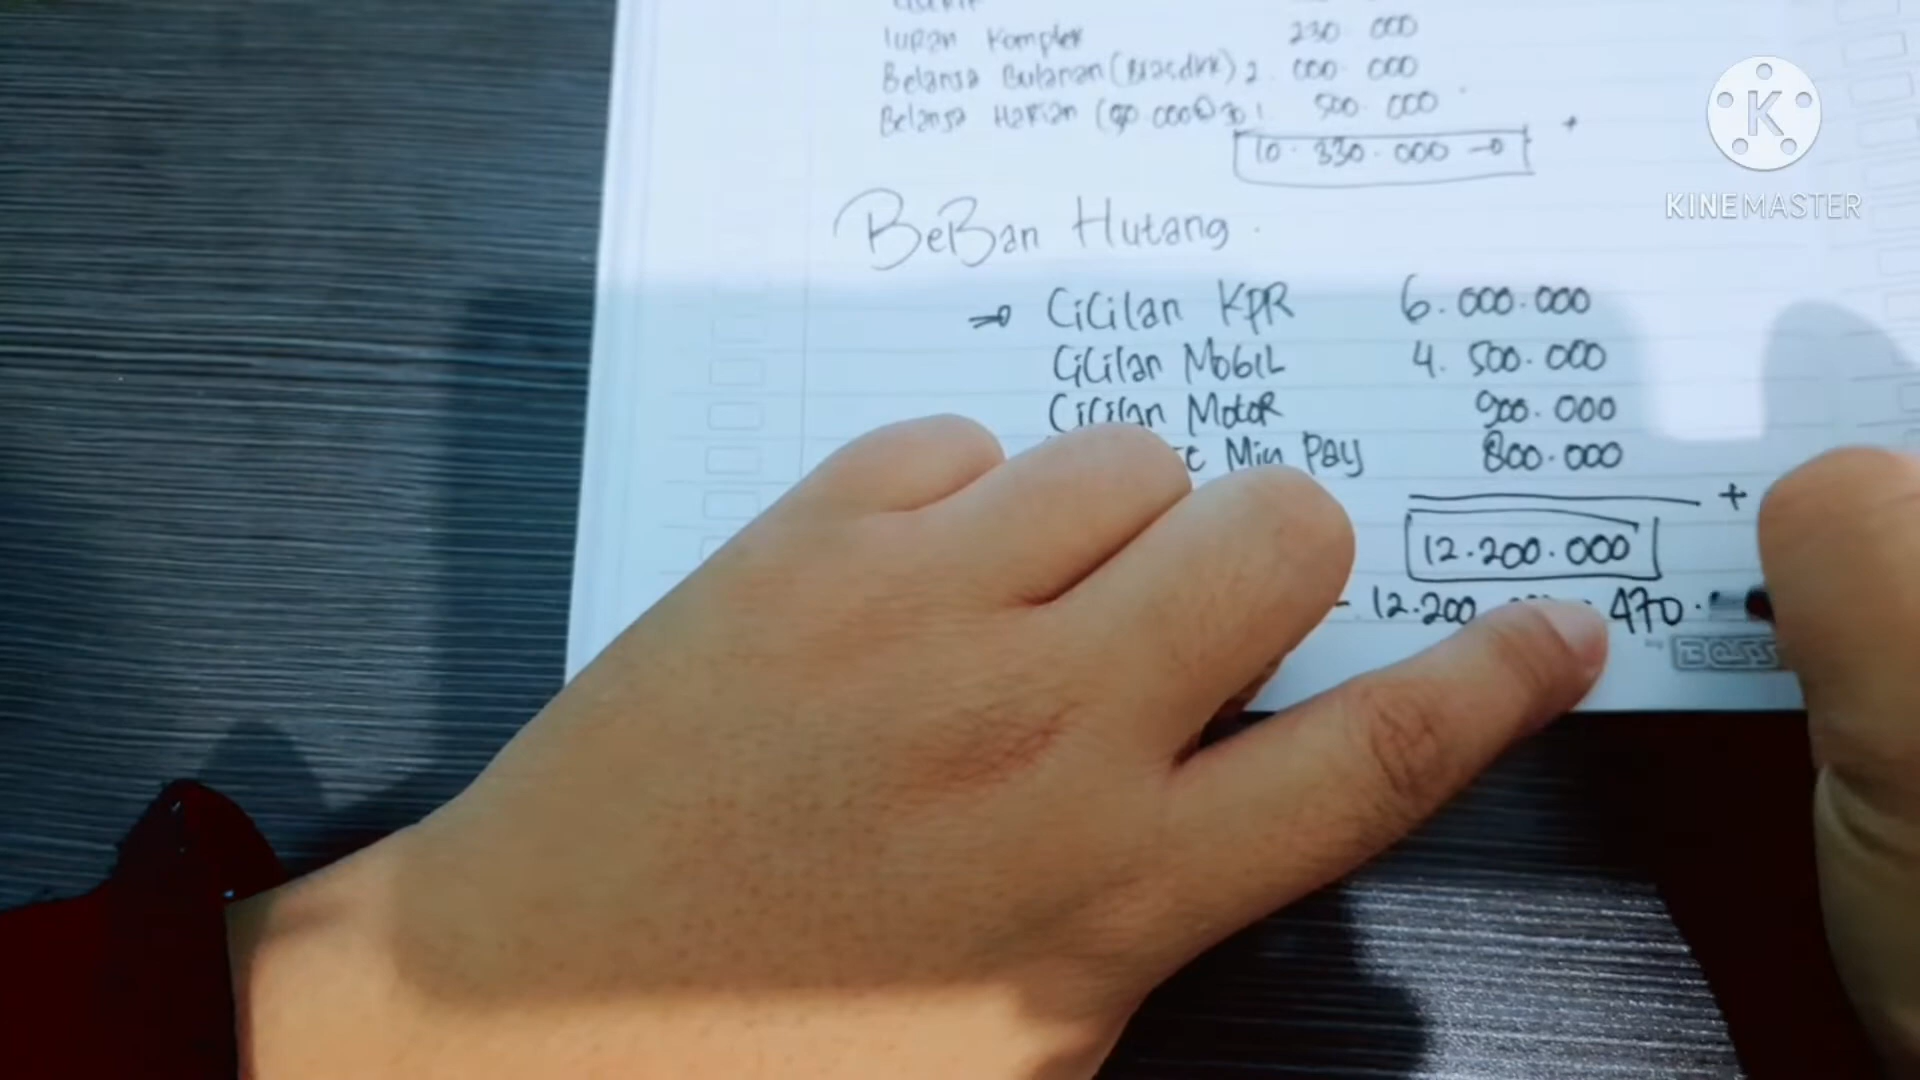 Iuran Komplek 230.000
Belanja Bulanan 2.000.000
Belanja Harian 500.000
+
10.330.000
BeBan Hutang.
CiCilan KPR 6.000.000
CiCilan MobiL 4.500.000
CiCilan MotoR 900.000
Min Pay 800.000
+
12.200.000
- 12.200 470.
KINEMASTER